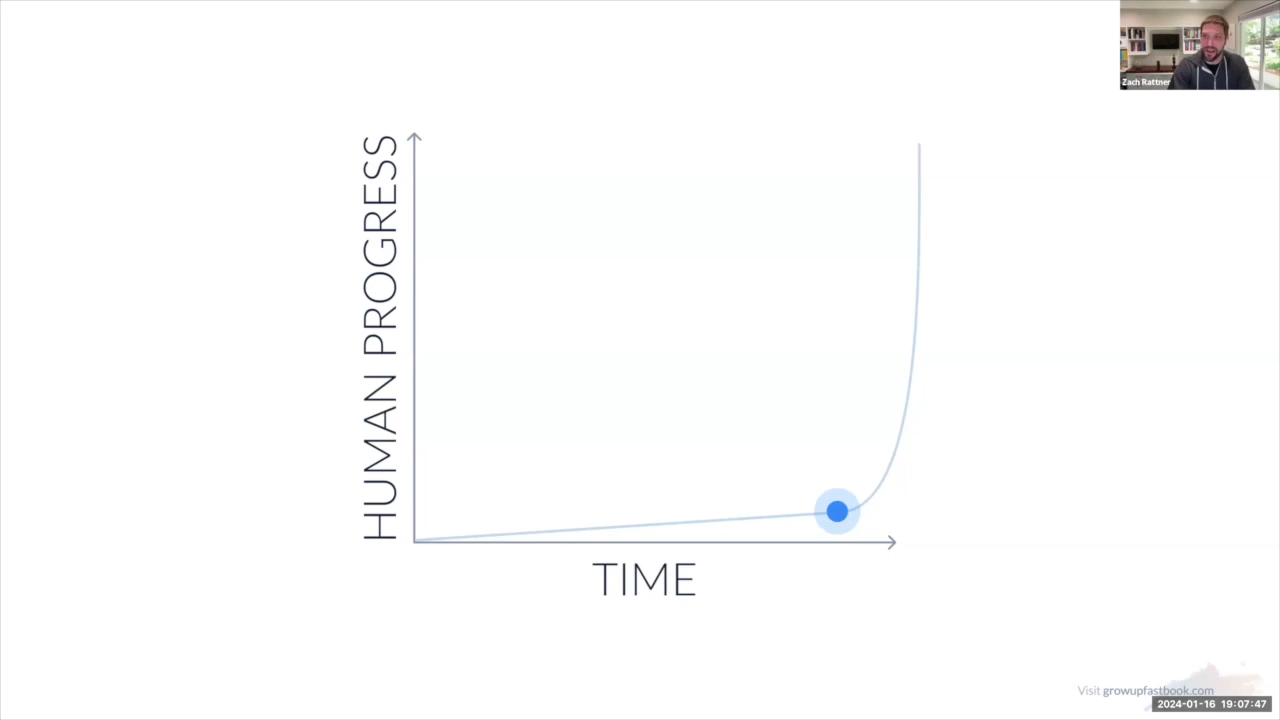 Zach Rattner
HUMAN PROGRESS
TIME
Visit growupfastbook.com
2024-01-16 19:07:47